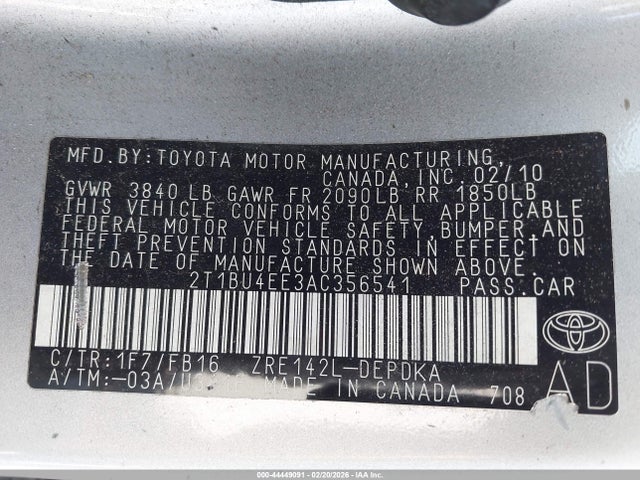 MFD. BY: TOYOTA MOTOR MANUFACTURING,
CANADA, INC. 02/10
GVWR 3840 LB GAWR FR 2090LB RR 1850LB
THIS VEHICLE CONFORMS TO ALL APPLICABLE
FEDERAL MOTOR VEHICLE SAFETY, BUMPER, AND
THEFT PREVENTION STANDARDS IN EFFECT ON
THE DATE OF MANUFACTURE SHOWN ABOVE.
2T1BU4EE3AC356541 PASS. CAR
C/TR: 1F7/FB16 ZRE142L-DEPDKA
A/TM: -03A/ MADE IN CANADA 708
TOYOTA
AD
000-44449091 - 02/20/2026 - IAAI/CAP